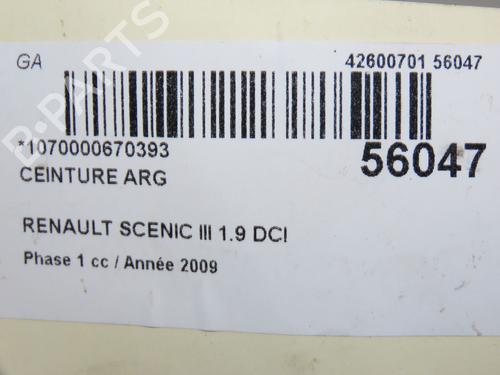 GA 42600701 56047
*1070000670393 56047
CEINTURE ARG
RENAULT SCENIC III 1.9 DCI
Phase 1 cc / Année 2009
B-PARTS